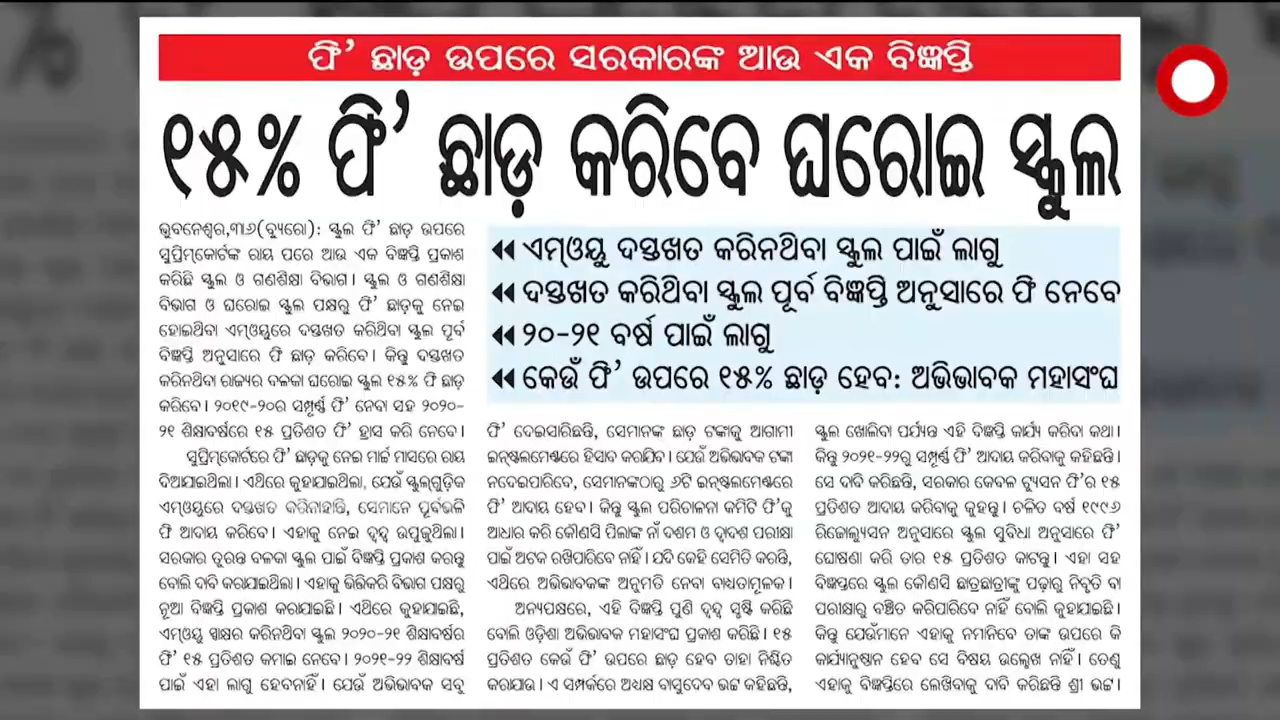 ଫି’ ଛାଡ଼ ଉପରେ ସରକାରଙ୍କ ଆଉ ଏକ ବିଜ୍ଞପ୍ତି
୧୫% ଫି’ ଛାଡ଼ କରିବେ ଘରୋଇ ସ୍କୁଲ
ଭୁବନେଶ୍ୱର,୩୧୬(ବ୍ୟୁରୋ): ସ୍କୁଲ ଫି’ ଛାଡ଼ ଉପରେ
ସୁପ୍ରିମ୍‌କୋର୍ଟଙ୍କ ରାୟ ପରେ ଆଉ ଏକ ବିଜ୍ଞପ୍ତି ପ୍ରକାଶ
କରିଛି ସ୍କୁଲ ଓ ଗଣଶିକ୍ଷା ବିଭାଗ। ସ୍କୁଲ ଓ ଗଣଶିକ୍ଷା
ବିଭାଗ ଓ ଘରୋଇ ସ୍କୁଲ ପକ୍ଷରୁ ଫି’ ଛାଡ଼କୁ ନେଇ
ହୋଇଥିବା ଏମ୍‌ଓୟୁରେ ଦସ୍ତଖତ କରିଥିବା ସ୍କୁଲ ପୂର୍ବ
ବିଜ୍ଞପ୍ତି ଅନୁସାରେ ଫି ଛାଡ଼ କରିବେ। କିନ୍ତୁ ଦସ୍ତଖତ
କରିନଥିବା ରାଜ୍ୟର ବଳକା ଘରୋଇ ସ୍କୁଲ ୧୫% ଫି ଛାଡ଼
କରିବେ। ୨୦୧୯-୨୦ର ସମ୍ପୂର୍ଣ୍ଣ ଫି’ ନେବା ସହ ୨୦୨୦-
୨୧ ଶିକ୍ଷାବର୍ଷରେ ୧୫ ପ୍ରତିଶତ ଫି’ ହ୍ରାସ କରି ନେବେ।
ସୁପ୍ରିମ୍‌କୋର୍ଟରେ ଫି’ ଛାଡ଼କୁ ନେଇ ମାର୍ଚ୍ଚ ମାସରେ ରାୟ
ଦିଆଯାଇଥିଲା। ଏଥିରେ କୁହାଯାଇଥିଲା, ଯେଉଁ ସ୍କୁଲ୍‌ଗୁଡ଼ିକ
ଏମ୍‌ଓୟୁରେ ଦସ୍ତଖତ କରିନାହାନ୍ତି, ସେମାନେ ପୂର୍ବଭଳି
ଫି ଆଦାୟ କରିବେ। ଏହାକୁ ନେଇ ଦ୍ୱନ୍ଦ୍ୱ ଉପୁଜୁଥିଲା।
ସରକାର ତୁରନ୍ତ ବଳକା ସ୍କୁଲ ପାଇଁ ବିଜ୍ଞପ୍ତି ପ୍ରକାଶ କରନ୍ତୁ
ବୋଲି ଦାବି କରାଯାଇଥିଲା। ଏହାକୁ ଭିତ୍ତିକରି ବିଭାଗ ପକ୍ଷରୁ
ନୂଆ ବିଜ୍ଞପ୍ତି ପ୍ରକାଶ କରାଯାଇଛି। ଏଥିରେ କୁହାଯାଇଛି,
ଏମ୍‌ଓୟୁ ସ୍ୱାକ୍ଷର କରିନଥିବା ସ୍କୁଲ ୨୦୨୦-୨୧ ଶିକ୍ଷାବର୍ଷର
ଫି’ ୧୫ ପ୍ରତିଶତ କମାଇ ନେବେ। ୨୦୨୧-୨୨ ଶିକ୍ଷାବର୍ଷ
ପାଇଁ ଏହା ଲାଗୁ ହେବନାହିଁ। ଯେଉଁ ଅଭିଭାବକ ସବୁ
ଏମ୍‌ଓୟୁ ଦସ୍ତଖତ କରିନଥିବା ସ୍କୁଲ ପାଇଁ ଲାଗୁ
ଦସ୍ତଖତ କରିଥିବା ସ୍କୁଲ ପୂର୍ବ ବିଜ୍ଞପ୍ତି ଅନୁସାରେ ଫି ନେବେ
୨୦-୨୧ ବର୍ଷ ପାଇଁ ଲାଗୁ
କେଉଁ ଫି’ ଉପରେ ୧୫% ଛାଡ଼ ହେବ: ଅଭିଭାବକ ମହାସଂଘ
ଫି’ ଦେଇସାରିଛନ୍ତି, ସେମାନଙ୍କ ଛାଡ଼ ଟଙ୍କାକୁ ଆଗାମୀ
ଇନ୍‌ଷ୍ଟଲମେଣ୍ଟରେ ହିସାବ କରାଯିବ। ଯେଉଁ ଅଭିଭାବକ ଟଙ୍କା
ନଦେଇପାରିବେ, ସେମାନଙ୍କଠାରୁ ୬ଟି ଇନ୍‌ଷ୍ଟଲମେଣ୍ଟରେ
ଫି’ ଆଦାୟ ହେବ। କିନ୍ତୁ ସ୍କୁଲ ପରିଚାଳନା କମିଟି ଫି’କୁ
ଆଧାର କରି କୌଣସି ପିଲାଙ୍କ ନାଁ ଦଶମ ଓ ଦ୍ୱାଦଶ ପରୀକ୍ଷା
ପାଇଁ ଅଟକ ରଖିପାରିବେ ନାହିଁ। ଯଦି କେହି ସେମିତି କରନ୍ତି,
ଏଥିରେ ଅଭିଭାବକଙ୍କ ଅନୁମତି ନେବା ବାଧ୍ୟତାମୂଳକ।
ଅନ୍ୟପକ୍ଷରେ, ଏହି ବିଜ୍ଞପ୍ତି ପୁଣି ଦ୍ୱନ୍ଦ୍ୱ ସୃଷ୍ଟି କରିଛି
ବୋଲି ଓଡ଼ିଶା ଅଭିଭାବକ ମହାସଂଘ ପ୍ରକାଶ କରିଛି। ୧୫
ପ୍ରତିଶତ କେଉଁ ଫି’ ଉପରେ ଛାଡ଼ ହେବ ତାହା ନିଶ୍ଚିତ
କରାଯାଉ। ଏ ସମ୍ପର୍କରେ ଅଧ୍ୟକ୍ଷ ବାସୁଦେବ ଭଟ୍ଟ କହିଛନ୍ତି,
ସ୍କୁଲ ଖୋଲିବା ପର୍ଯ୍ୟନ୍ତ ଏହି ବିଜ୍ଞପ୍ତି କାର୍ଯ୍ୟ କରିବା କଥା।
କିନ୍ତୁ ୨୦୨୧-୨୨ରୁ ସମ୍ପୂର୍ଣ୍ଣ ଫି’ ଆଦାୟ କରିବାକୁ କହିଛନ୍ତି।
ସେ ଦାବି କରିଛନ୍ତି, ସରକାର କେବଳ ଟ୍ୟୁସନ ଫି’ର ୧୫
ପ୍ରତିଶତ ଆଦାୟ କରିବାକୁ କୁହନ୍ତୁ। ଚଳିତ ବର୍ଷ ୧୯୯୬
ରିଜୋଲ୍ୟୁସନ ଅନୁସାରେ ସ୍କୁଲ ସୁବିଧା ଅନୁସାରେ ଫି’
ଘୋଷଣା କରି ତାର ୧୫ ପ୍ରତିଶତ କାଟନ୍ତୁ। ଏହା ସହ
ବିଜ୍ଞପ୍ତିରେ ସ୍କୁଲ କୌଣସି ଛାତ୍ରଛାତ୍ରୀଙ୍କୁ ପଢ଼ାରୁ ନିବୃତି ବା
ପରୀକ୍ଷାରୁ ବଞ୍ଚିତ କରିପାରିବେ ନାହିଁ ବୋଲି କୁହାଯାଇଛି।
କିନ୍ତୁ ଯେଉଁମାନେ ଏହାକୁ ନମାନିବେ ତାଙ୍କ ଉପରେ କି
କାର୍ଯ୍ୟାନୁଷ୍ଠାନ ହେବ ସେ ବିଷୟ ଉଲ୍ଲେଖ ନାହିଁ। ତେଣୁ
ଏହାକୁ ବିଜ୍ଞପ୍ତିରେ ଲେଖିବାକୁ ଦାବି କରିଛନ୍ତି ଶ୍ରୀ ଭଟ୍ଟ।